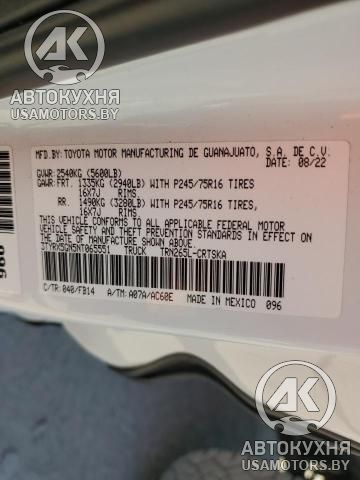 АК
АВТОКУХНЯ
USAMOTORS.BY
MFD.BY:TOYOTA MOTOR MANUFACTURING DE GUANAJUATO, S.A. DE C.V.
DATE: 08/22
GVWR:2540KG (5600LB)
GAWR:FRT. 1335KG (2940LB) WITH P245/75R16 TIRES
16X7J RIMS,
RR. 1490KG (3280LB) WITH P245/75R16 TIRES,
16X7J RIMS
THIS VEHICLE CONFORMS TO ALL APPLICABLE FEDERAL MOTOR
VEHICLE SAFETY AND THEFT PREVENTION STANDARDS IN EFFECT
ON THE DATE OF MANUFACTURE SHOWN ABOVE.
3TYRX5GN5NT065551 TRUCK TRN265L-CRTSKA
C/TR: 040/FB14 A/TM: A07A/AC60E MADE IN MEXICO 096
АК
АВТОКУХНЯ
USAMOTORS.BY